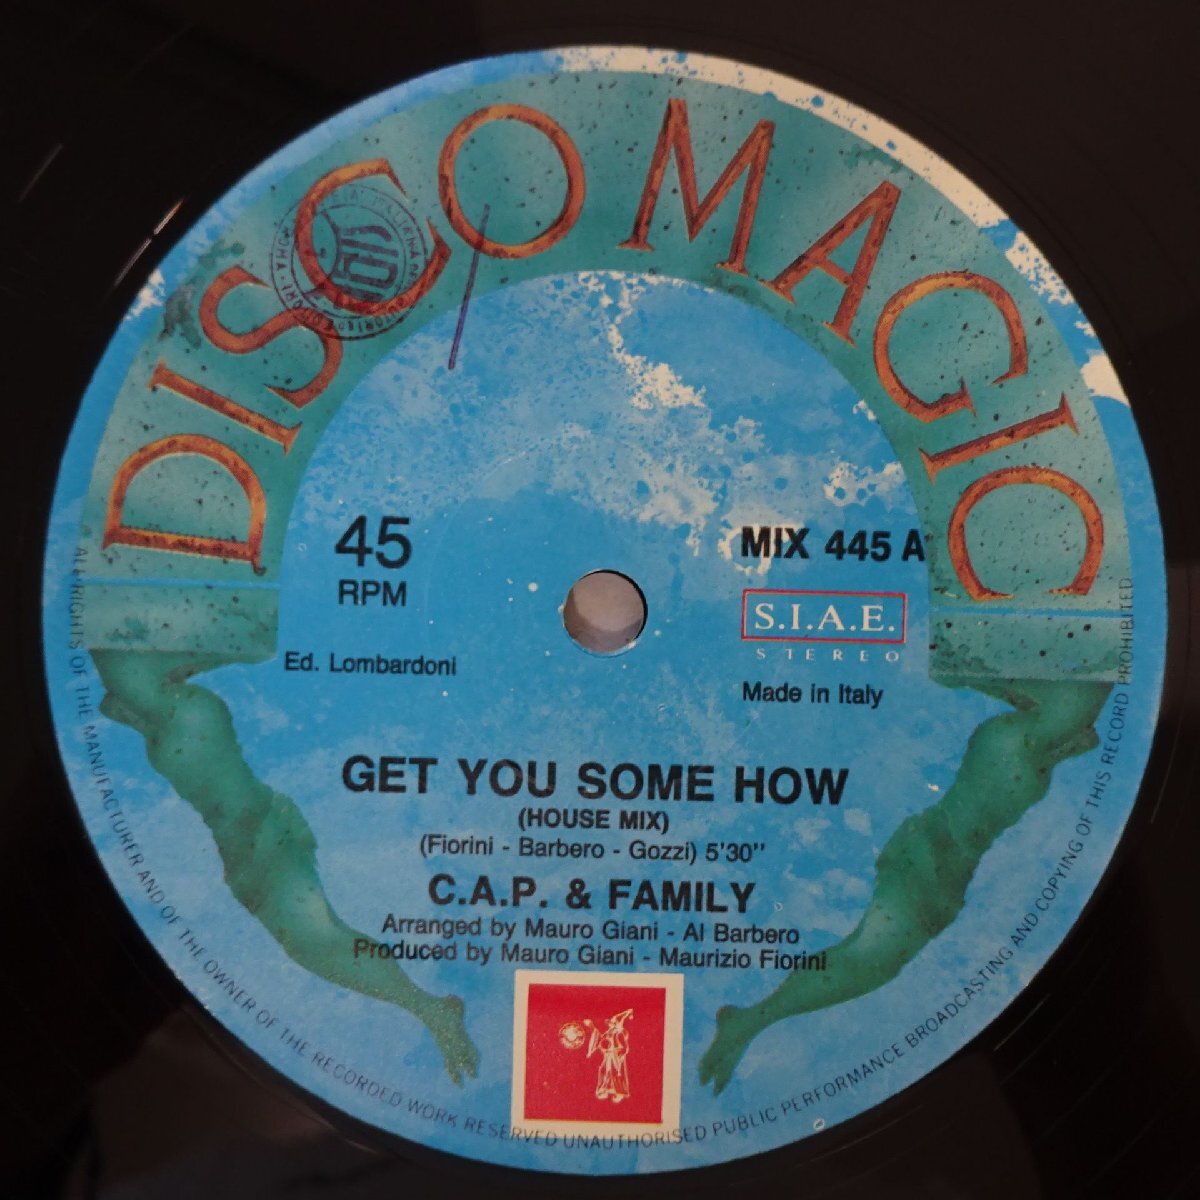 DISCO MAGIC
45
RPM
Ed. Lombardoni
MIX 445 A
S.I.A.E.
STEREO
Made in Italy
GET YOU SOME HOW
(HOUSE MIX)
(Fiorini - Barbero - Gozzi) 5'30''
C.A.P. & FAMILY
Arranged by Mauro Giani - Al Barbero
Produced by Mauro Giani - Maurizio Fiorini
ALL RIGHTS OF THE MANUFACTURER AND OF THE OWNER OF THE RECORDED WORK RESERVED UNAUTHORISED PUBLIC PERFORMANCE BROADCASTING AND COPYING OF THIS RECORD PROHIBITED